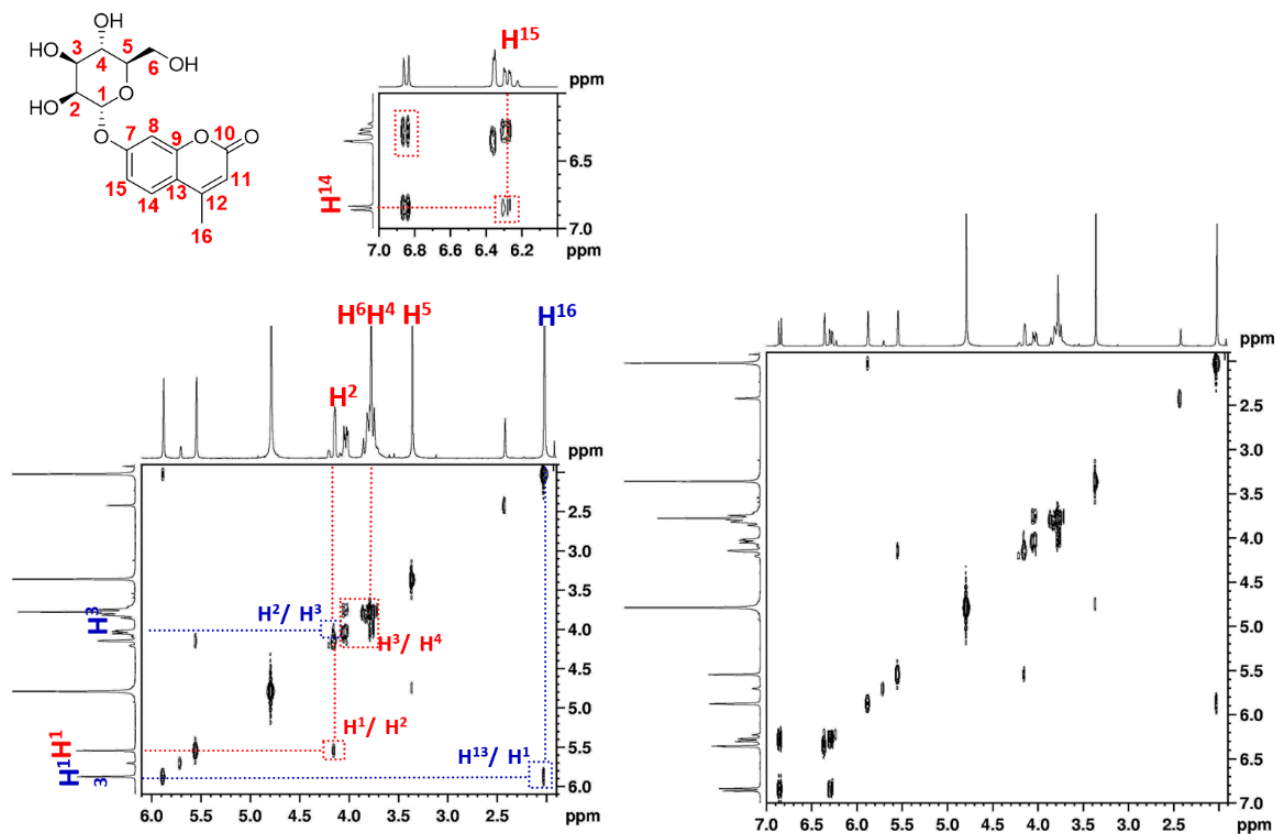 OH
HO 3 5
4 6 OH
HO 2 1 O
O 7 8 9 O 10 O
15 14 13 12 11
16
H15
ppm
6.5
7.0
H14
7.0 6.8 6.6 6.4 6.2 ppm
H6 H4 H5 H16
H2
ppm
2.5
3.0
3.5
H3 4.0
H2/ H3
H3/ H4
4.5
5.0
H1/ H2
H1 5.5
H13/ H1
H13 6.0
6.0 5.5 5.0 4.5 4.0 3.5 3.0 2.5 ppm
ppm
2.5
3.0
3.5
4.0
4.5
5.0
5.5
6.0
6.5
7.0
7.0 6.5 6.0 5.5 5.0 4.5 4.0 3.5 3.0 2.5 ppm